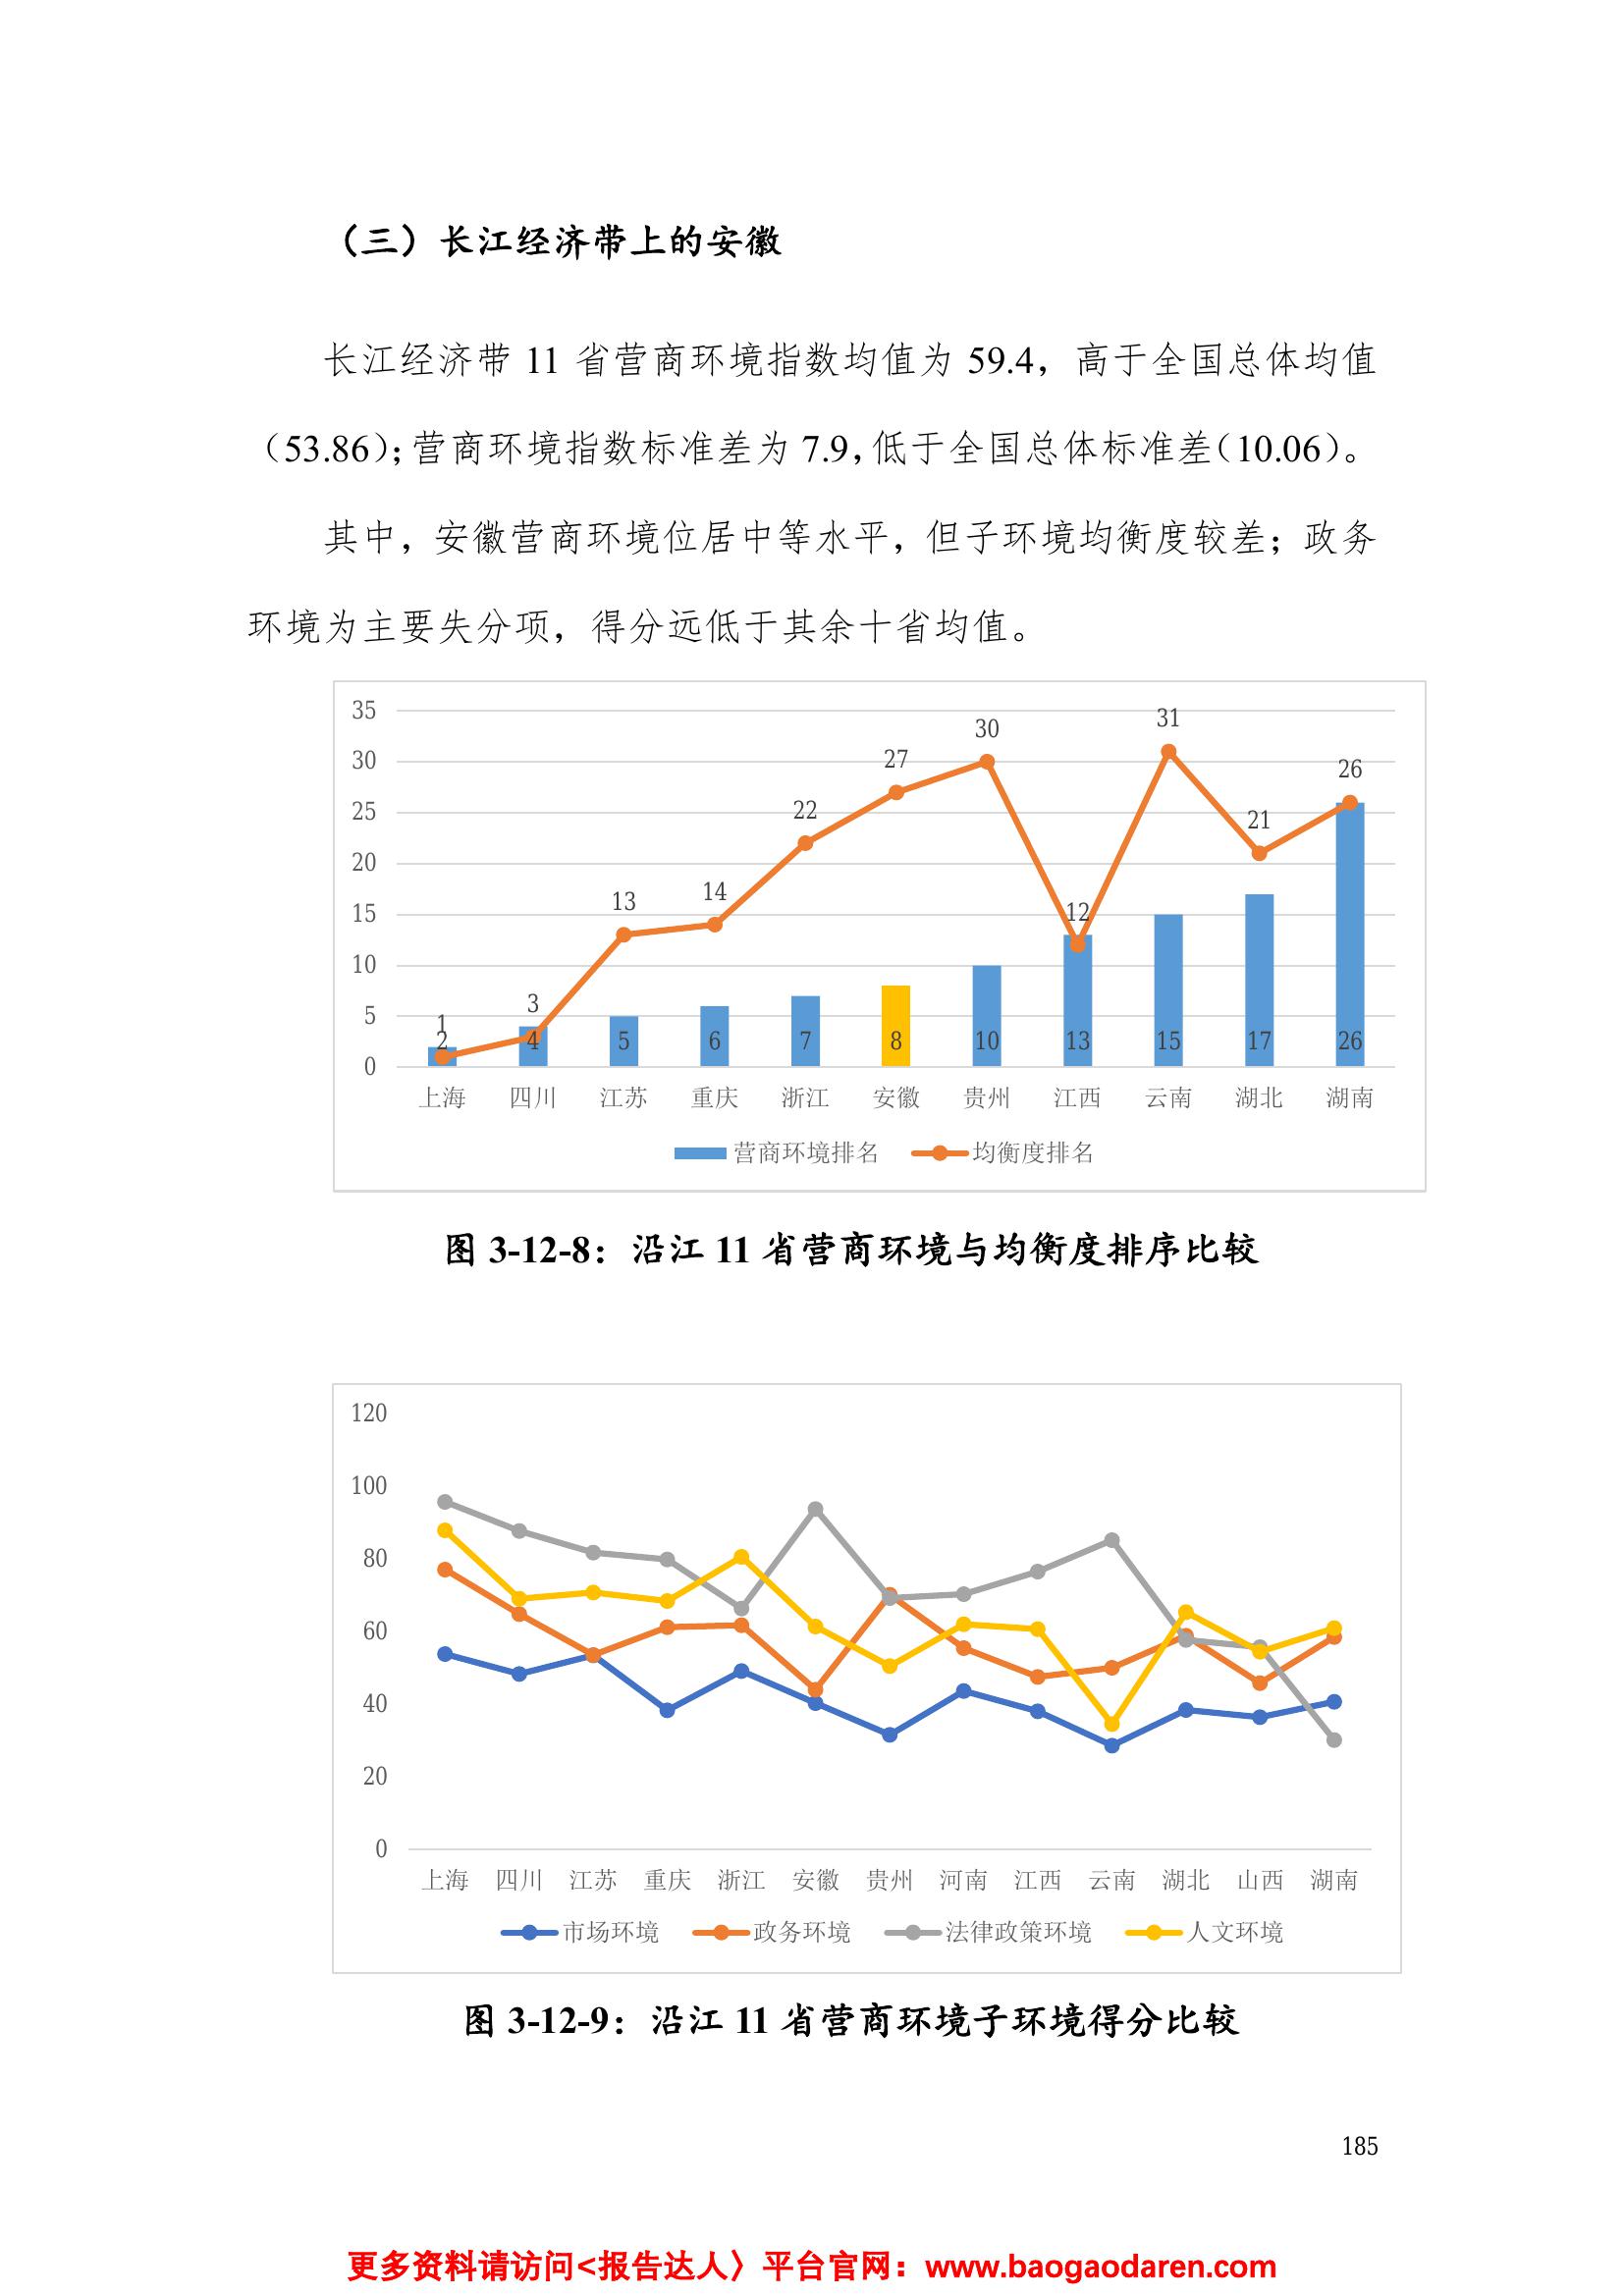 （三）长江经济带上的安徽
长江经济带 11 省营商环境指数均值为 59.4，高于全国总体均值
（53.86）；营商环境指数标准差为 7.9，低于全国总体标准差（10.06）。
其中，安徽营商环境位居中等水平，但子环境均衡度较差；政务
环境为主要失分项，得分远低于其余十省均值。
35
30
25
20
15
10
5
0
1 3 13 14 22 27 30 12 31 21 26
2 4 5 6 7 8 10 13 15 17 26
上海 四川 江苏 重庆 浙江 安徽 贵州 江西 云南 湖北 湖南
营商环境排名 均衡度排名
图 3-12-8：沿江 11 省营商环境与均衡度排序比较
120
100
80
60
40
20
0
上海 四川 江苏 重庆 浙江 安徽 贵州 河南 江西 云南 湖北 山西 湖南
市场环境 政务环境 法律政策环境 人文环境
图 3-12-9：沿江 11 省营商环境子环境得分比较
185
更多资料请访问<报告达人〉平台官网：www.baogaodaren.com